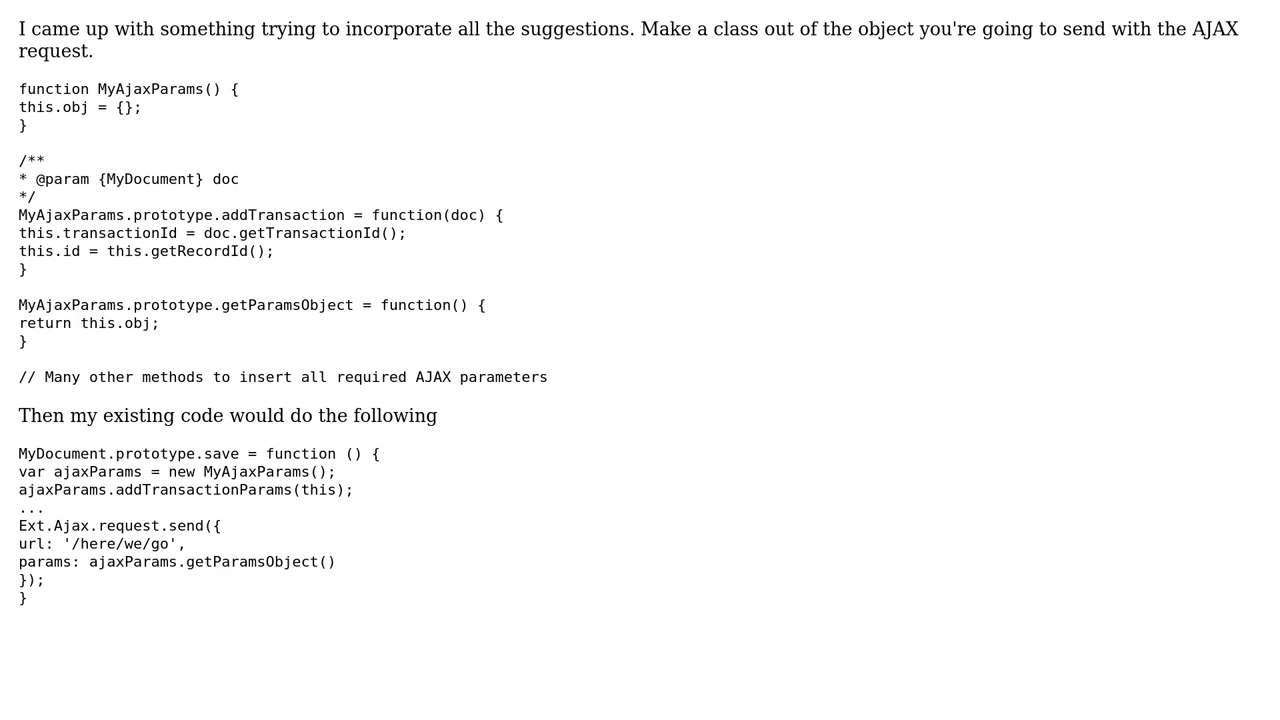 I came up with something trying to incorporate all the suggestions. Make a class out of the object you're going to send with the AJAX
request.
function MyAjaxParams() {
this.obj = {};
}
/**
* @param {MyDocument} doc
*/
MyAjaxParams.prototype.addTransaction = function(doc) {
this.transactionId = doc.getTransactionId();
this.id = this.getRecordId();
}
MyAjaxParams.prototype.getParamsObject = function() {
return this.obj;
}
// Many other methods to insert all required AJAX parameters
Then my existing code would do the following
MyDocument.prototype.save = function () {
var ajaxParams = new MyAjaxParams();
ajaxParams.addTransactionParams(this);
...
Ext.Ajax.request.send({
url: '/here/we/go',
params: ajaxParams.getParamsObject()
});
}